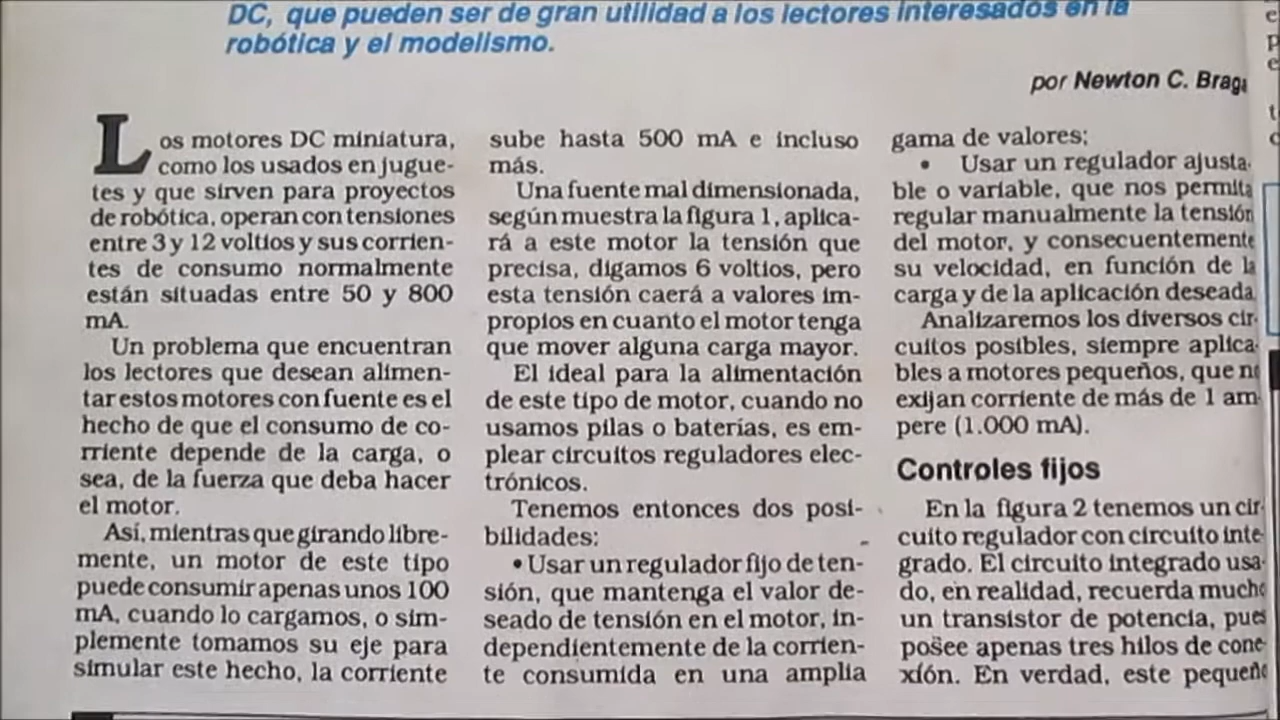 DC, que pueden ser de gran utilidad a los lectores interesados en la
robótica y el modelismo.
por Newton C. Braga
Los motores DC miniatura,
como los usados en jugue-
tes y que sirven para proyectos
de robótica, operan con tensiones
entre 3 y 12 voltios y sus corrien-
tes de consumo normalmente
están situadas entre 50 y 800
mA.
Un problema que encuentran
los lectores que desean alimen-
tar estos motores con fuente es el
hecho de que el consumo de co-
rriente depende de la carga, o
sea, de la fuerza que deba hacer
el motor.
Así, mientras que girando libre-
mente, un motor de este tipo
puede consumir apenas unos 100
mA, cuando lo cargamos, o sim-
plemente tomamos su eje para
simular este hecho, la corriente
sube hasta 500 mA e incluso
más.
Una fuente mal dimensionada,
según muestra la figura 1, aplica-
rá a este motor la tensión que
precisa, digamos 6 voltios, pero
esta tensión caerá a valores im-
propios en cuanto el motor tenga
que mover alguna carga mayor.
El ideal para la alimentación
de este tipo de motor, cuando no
usamos pilas o baterías, es em-
plear circuitos reguladores elec-
trónicos.
Tenemos entonces dos posi-
bilidades:
• Usar un regulador fijo de ten-
sión, que mantenga el valor de-
seado de tensión en el motor, in-
dependientemente de la corrien-
te consumida en una amplia
gama de valores;
• Usar un regulador ajusta-
ble o variable, que nos permita
regular manualmente la tensión
del motor, y consecuentemente
su velocidad, en función de la
carga y de la aplicación deseada
Analizaremos los diversos cir-
cuitos posibles, siempre aplica-
bles a motores pequeños, que no
exijan corriente de más de 1 am-
pere (1.000 mA).
Controles fijos
En la figura 2 tenemos un cir-
cuito regulador con circuito inte-
grado. El circuito integrado usa-
do, en realidad, recuerda mucho
un transistor de potencia, pues
posee apenas tres hilos de cone-
xión. En verdad, este pequeño